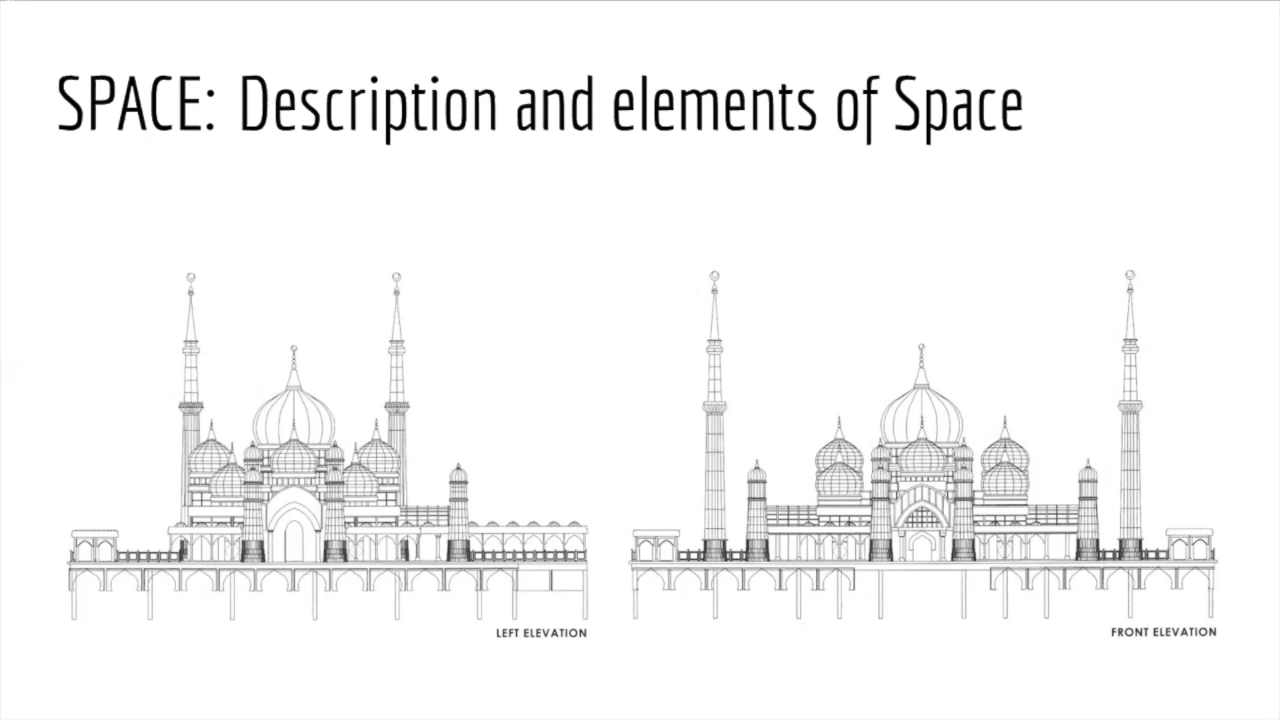 SPACE: Description and elements of Space
LEFT ELEVATION
FRONT ELEVATION